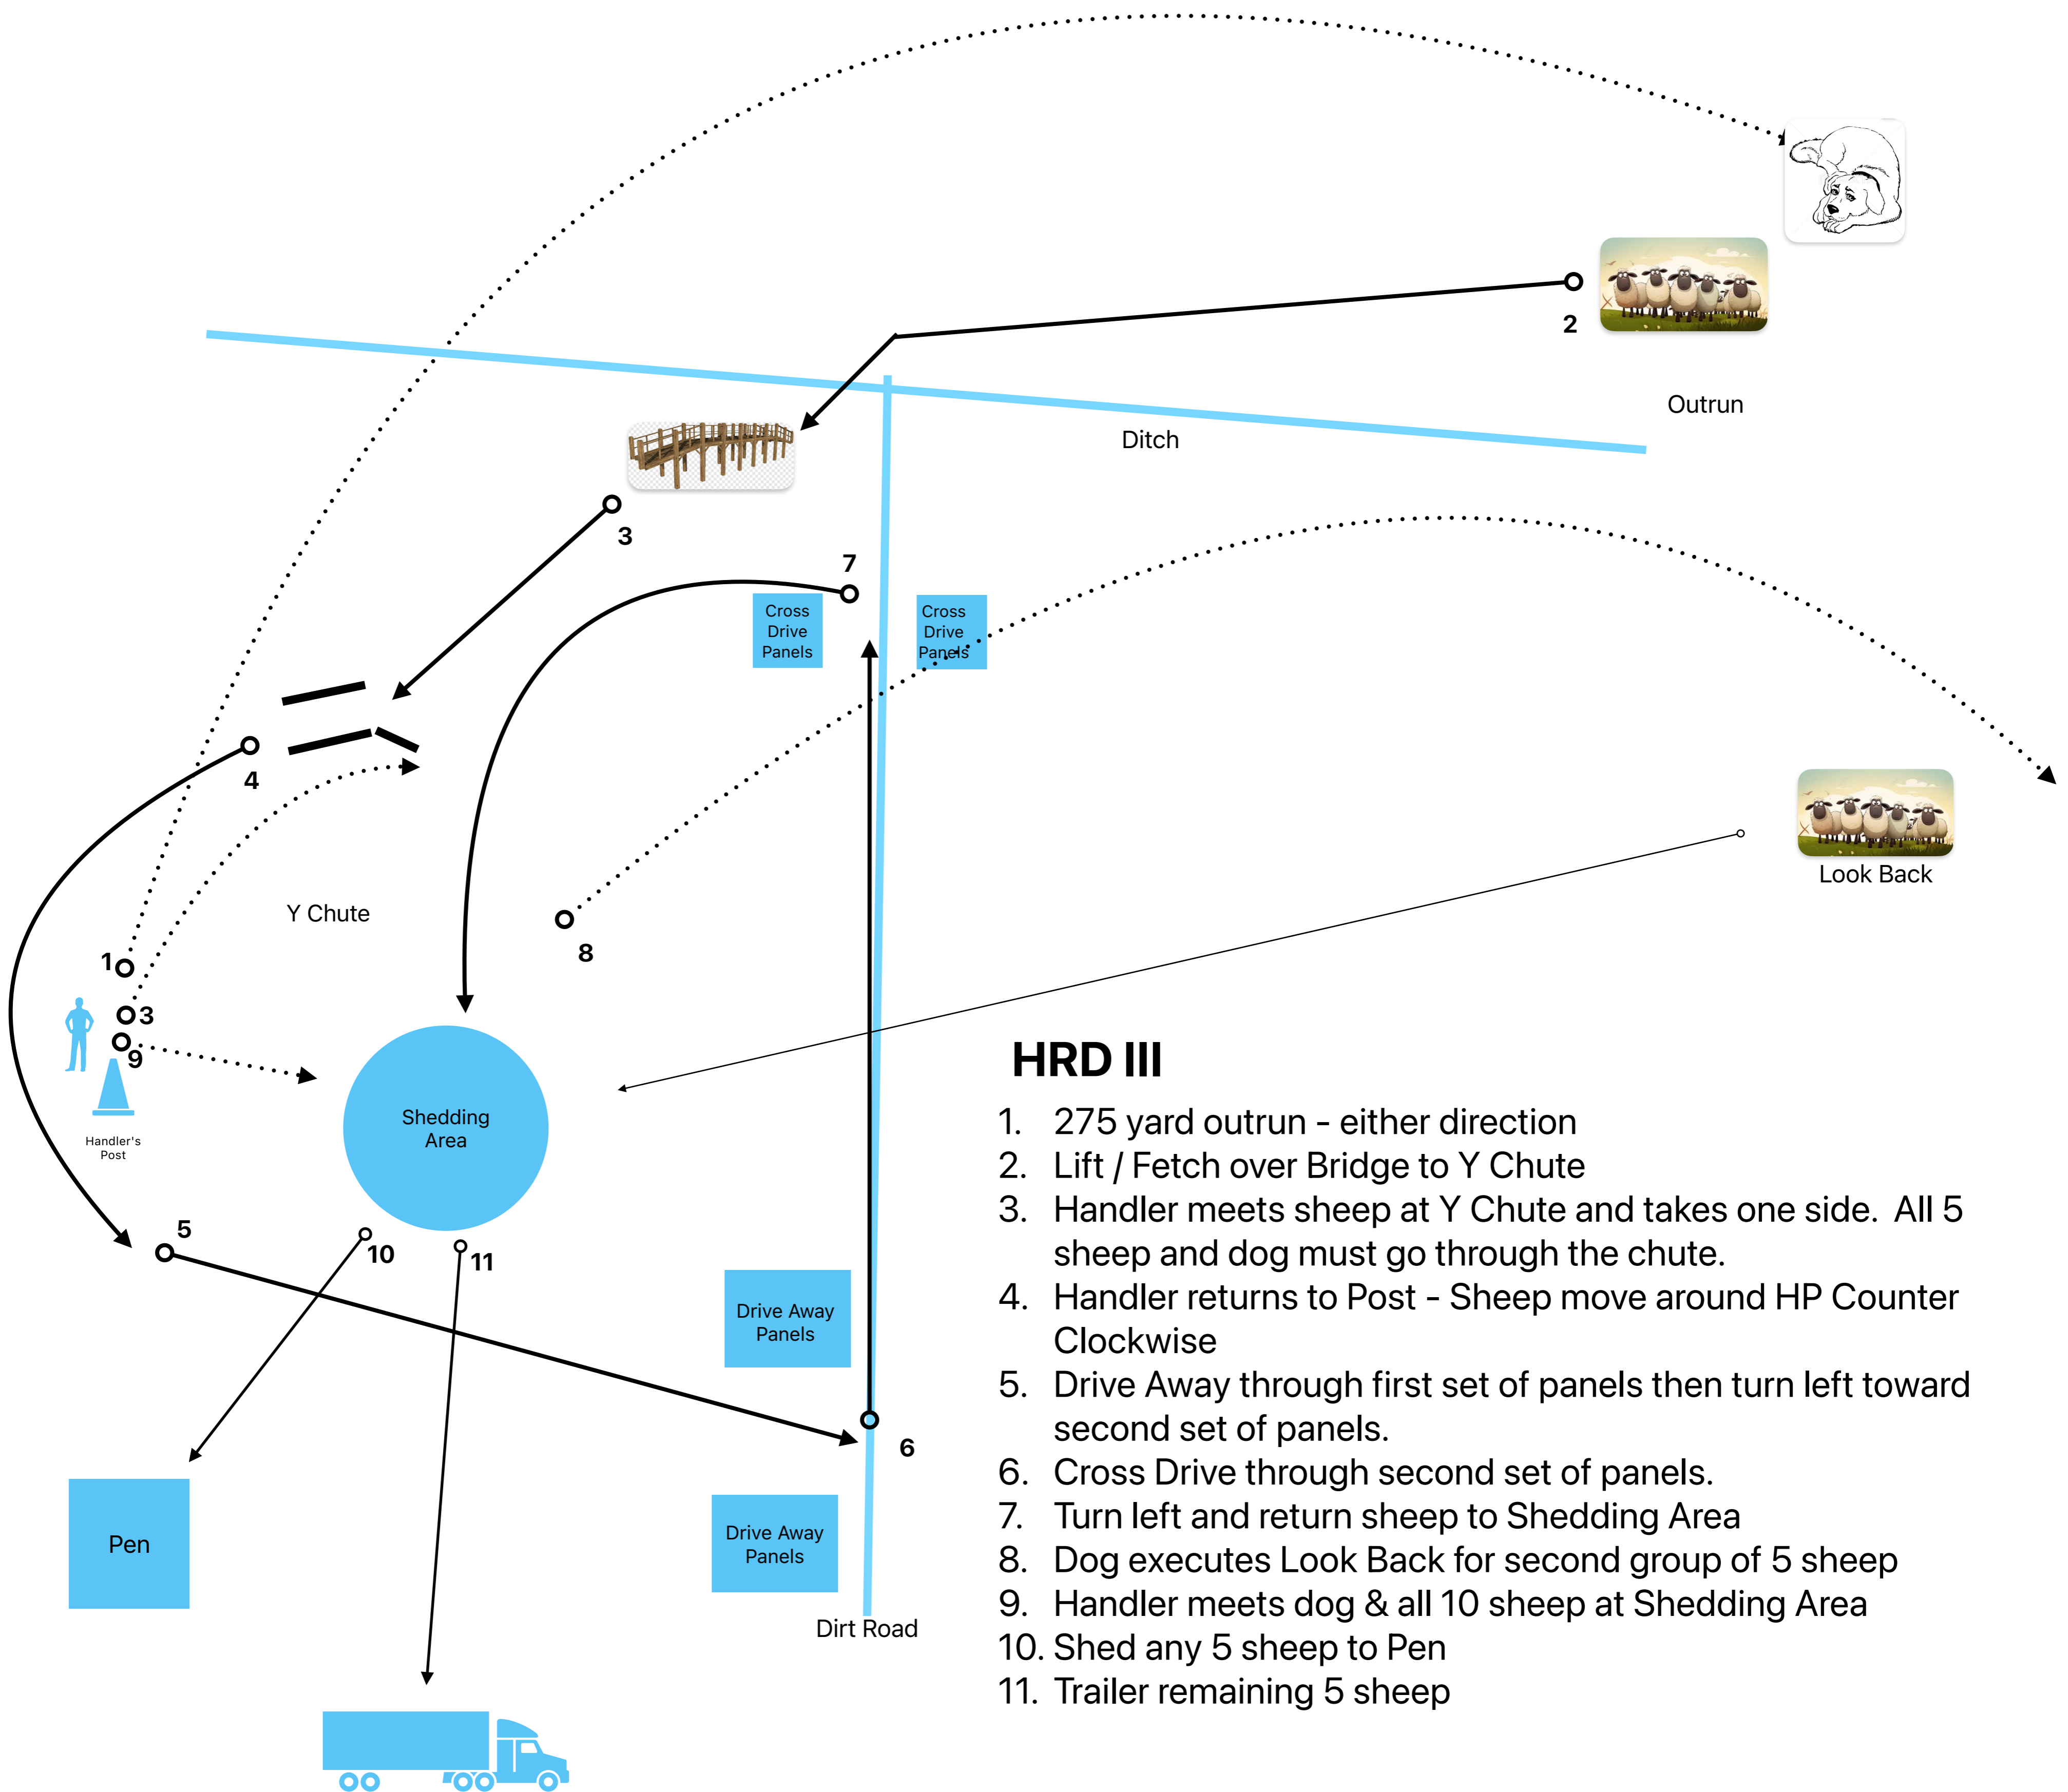 2
Outrun
Ditch
3
7
Cross
Drive
Panels
Cross
Drive
Panels
4
Look Back
Y Chute
8
1
3
9
Handler's
Post
Shedding
Area
5
10
11
Drive Away
Panels
6
Drive Away
Panels
Pen
Dirt Road
HRD III
1. 275 yard outrun - either direction
2. Lift / Fetch over Bridge to Y Chute
3. Handler meets sheep at Y Chute and takes one side. All 5
sheep and dog must go through the chute.
4. Handler returns to Post - Sheep move around HP Counter
Clockwise
5. Drive Away through first set of panels then turn left toward
second set of panels.
6. Cross Drive through second set of panels.
7. Turn left and return sheep to Shedding Area
8. Dog executes Look Back for second group of 5 sheep
9. Handler meets dog & all 10 sheep at Shedding Area
10. Shed any 5 sheep to Pen
11. Trailer remaining 5 sheep